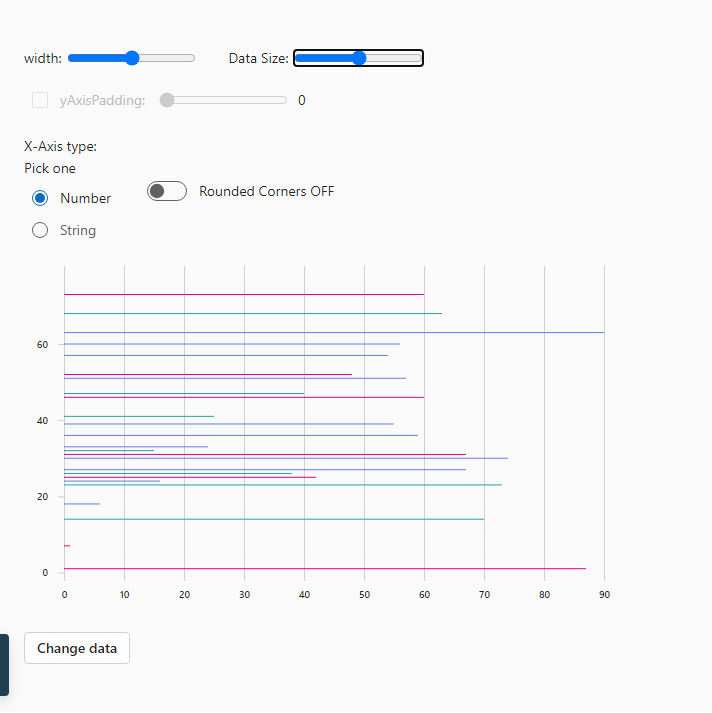 width: Data Size:
yAxisPadding: 0
X-Axis type:
Pick one
Number
Rounded Corners OFF
String
60
40
20
0
0 10 20 30 40 50 60 70 80 90
Change data